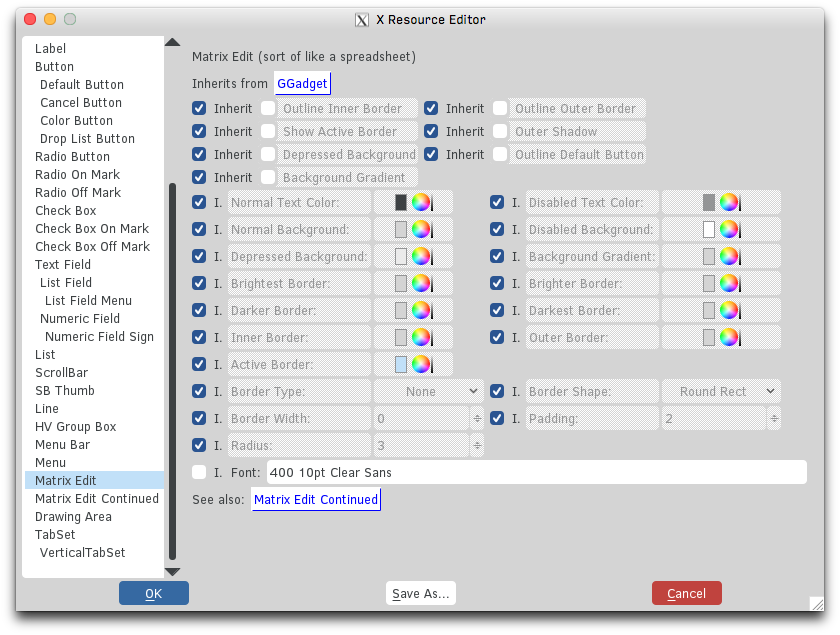 X Resource Editor
Label
Button
Default Button
Cancel Button
Color Button
Drop List Button
Radio Button
Radio On Mark
Radio Off Mark
Check Box
Check Box On Mark
Check Box Off Mark
Text Field
List Field
List Field Menu
Numeric Field
Numeric Field Sign
List
ScrollBar
SB Thumb
Line
HV Group Box
Menu Bar
Menu
Matrix Edit
Matrix Edit Continued
Drawing Area
TabSet
VerticalTabSet
Matrix Edit (sort of like a spreadsheet)
Inherits from GGadget
Inherit Outline Inner Border Inherit Outline Outer Border
Inherit Show Active Border Inherit Outer Shadow
Inherit Depressed Background Inherit Outline Default Button
Inherit Background Gradient
I. Normal Text Color: I. Disabled Text Color:
I. Normal Background: I. Disabled Background:
I. Depressed Background: I. Background Gradient:
I. Brightest Border: I. Brighter Border:
I. Darker Border: I. Darkest Border:
I. Inner Border: I. Outer Border:
I. Active Border:
I. Border Type: None I. Border Shape: Round Rect
I. Border Width: 0 I. Padding: 2
I. Radius: 3
I. Font: 400 10pt Clear Sans
See also: Matrix Edit Continued
OK Save As... Cancel